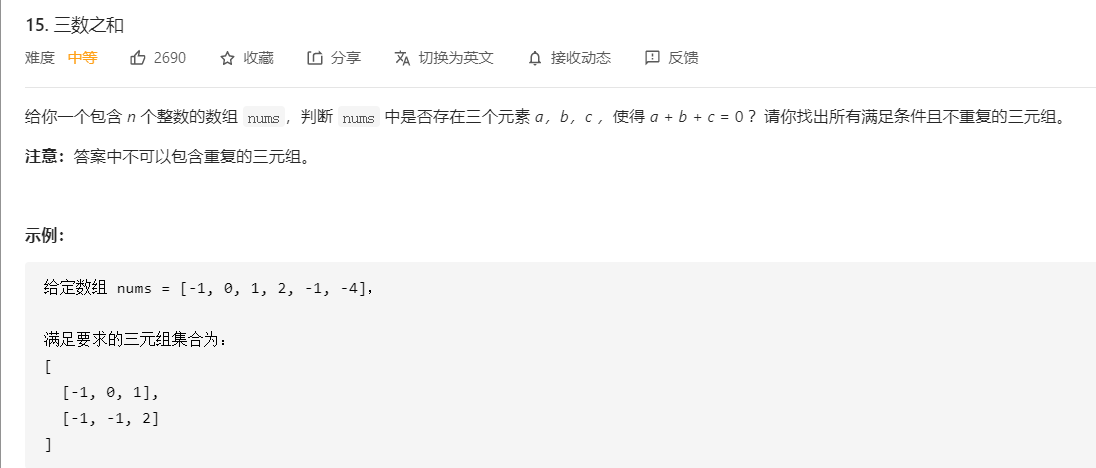 15. 三数之和
难度 中等 2690 收藏 分享 切换为英文 接收动态 反馈
给你一个包含 n 个整数的数组 nums，判断 nums 中是否存在三个元素 a，b，c ，使得 a + b + c = 0 ？请你找出所有满足条件且不重复的三元组。
注意：答案中不可以包含重复的三元组。
示例：
给定数组 nums = [-1, 0, 1, 2, -1, -4]，
满足要求的三元组集合为：
[
[-1, 0, 1],
[-1, -1, 2]
]